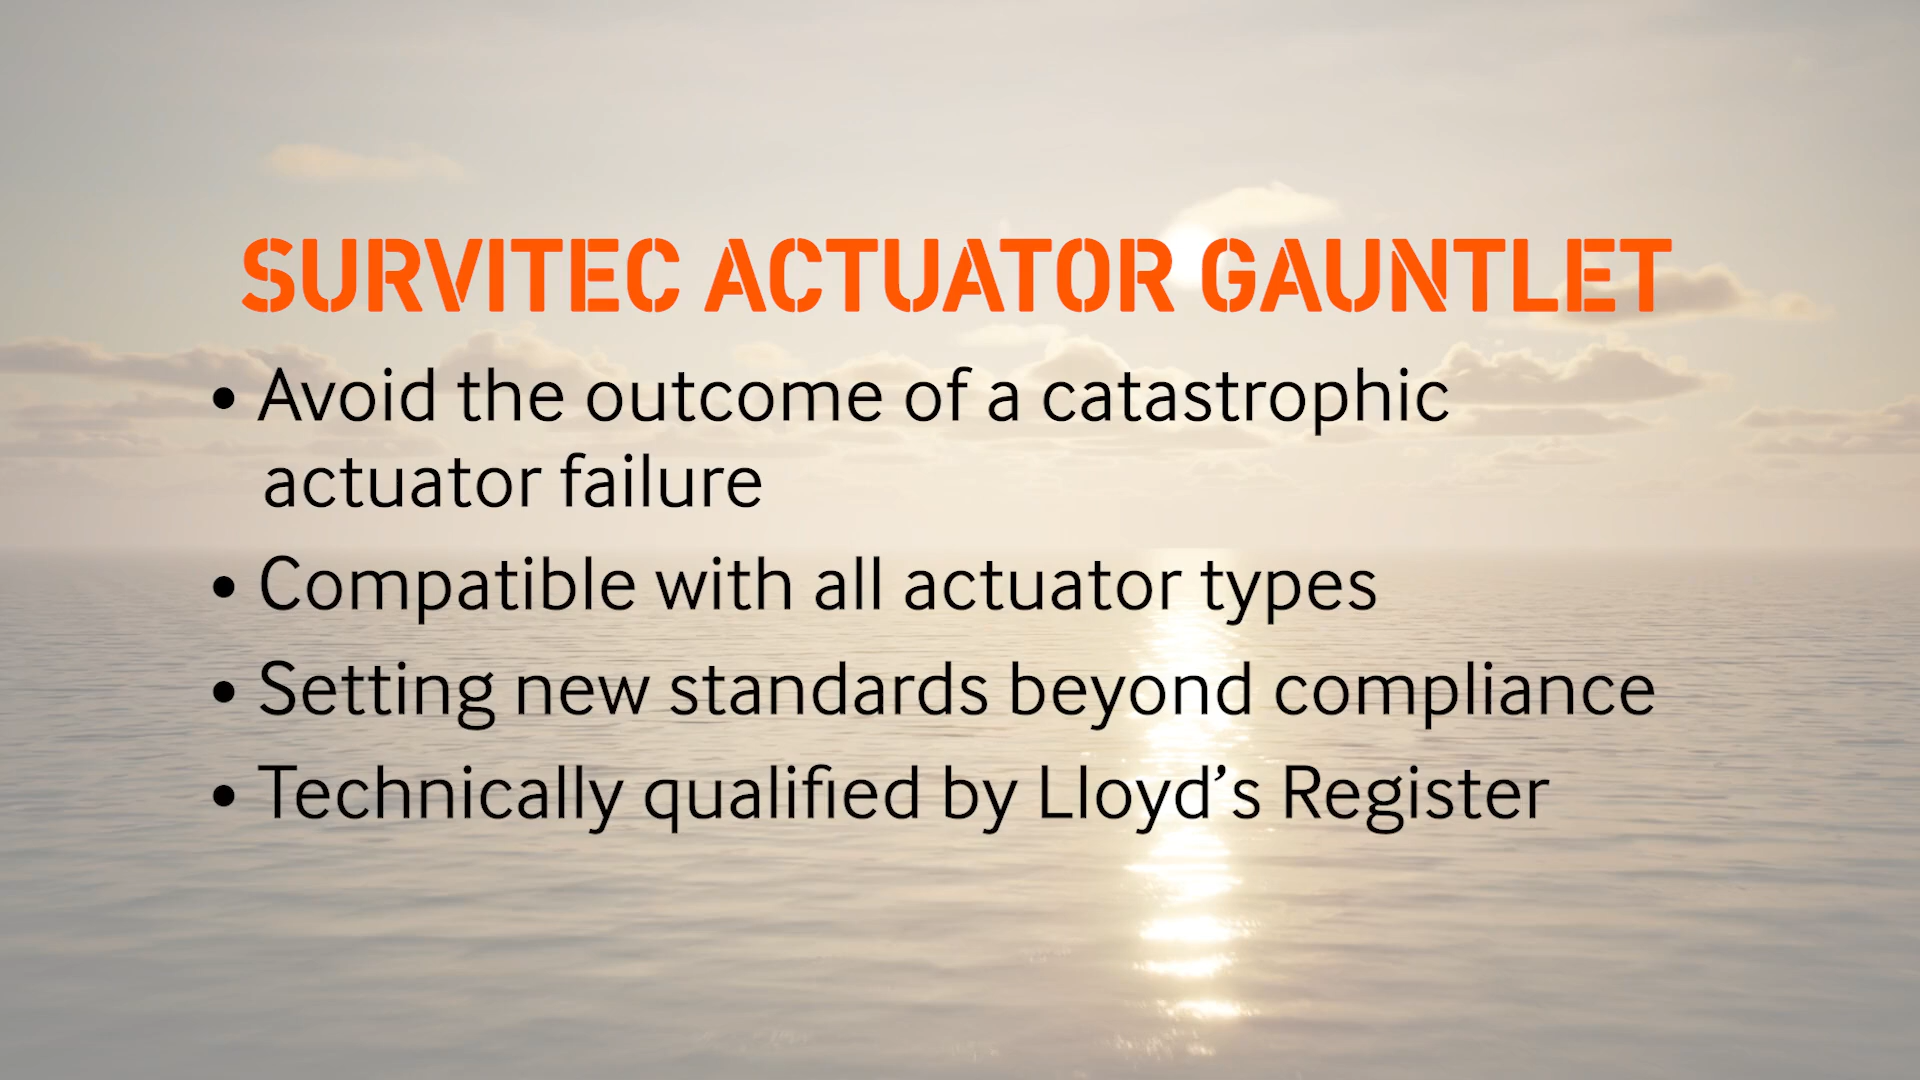 SURVITEC ACTUATOR GAUNTLET
• Avoid the outcome of a catastrophic
actuator failure
• Compatible with all actuator types
• Setting new standards beyond compliance
• Technically qualified by Lloyd’s Register